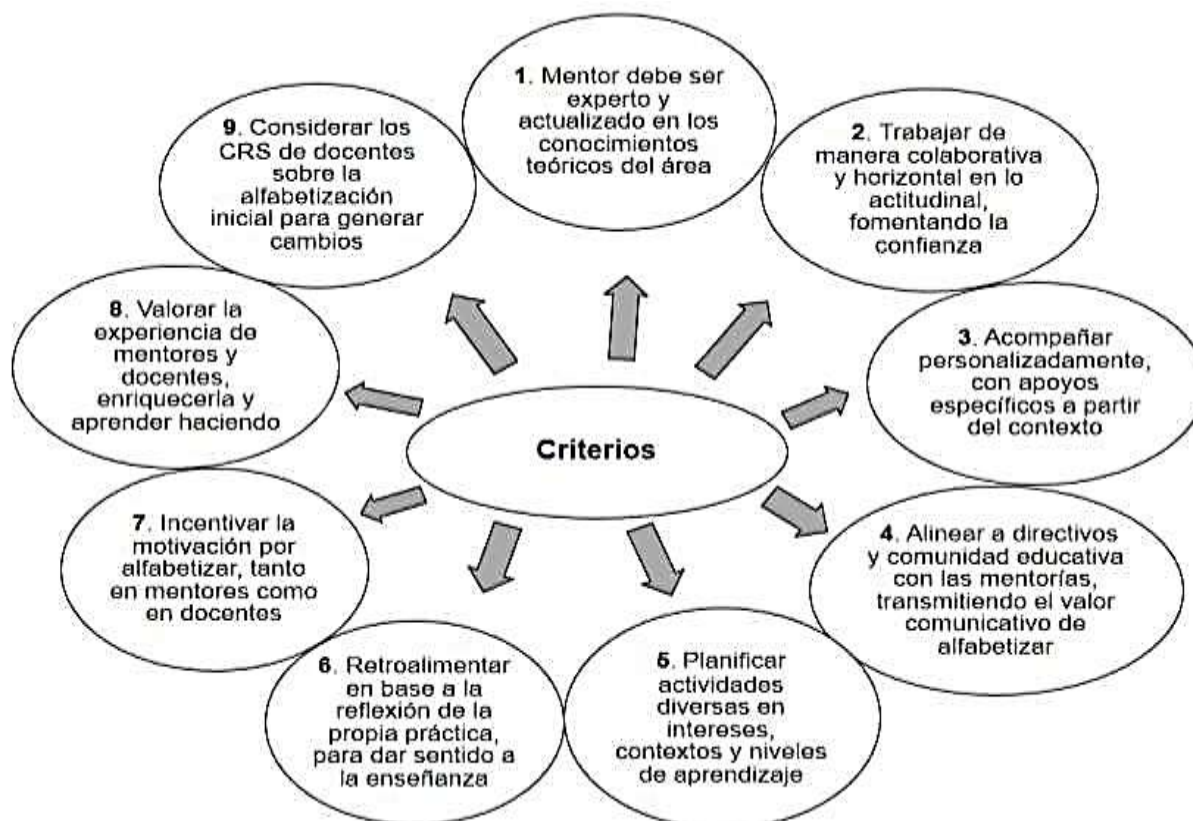 1. Mentor debe ser
experto y
actualizado en los
conocimientos
teóricos del área
2. Trabajar de
manera colaborativa
y horizontal en lo
actitudinal,
fomentando la
confianza
3. Acompañar
personalizadamente,
con apoyos
específicos a partir
del contexto
4. Alinear a directivos
y comunidad educativa
con las mentorías,
transmitiendo el valor
comunicativo de
alfabetizar
5. Planificar
actividades
diversas en
intereses,
contextos y niveles
de aprendizaje
6. Retroalimentar
en base a la
reflexión de la
propia práctica,
para dar sentido a
la enseñanza
7. Incentivar la
motivación por
alfabetizar, tanto
en mentores como
en docentes
8. Valorar la
experiencia de
mentores y
docentes,
enriquecerla y
aprender haciendo
9. Considerar los
CRS de docentes
sobre la
alfabetización
inicial para generar
cambios
Criterios